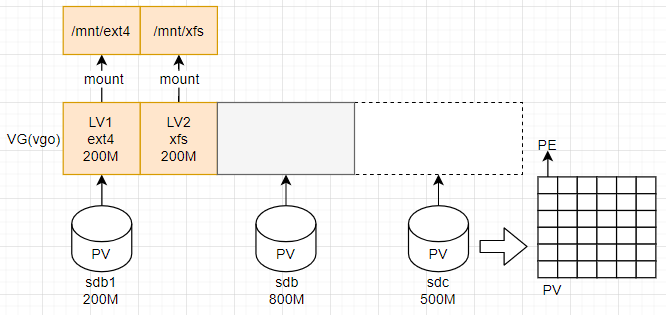 /mnt/ext4 /mnt/xfs
mount mount
VG(vgo)
LV1
ext4
200M
LV2
xfs
200M
PE
PV
sdb1
200M
PV
sdb
800M
PV
sdc
500M
PV